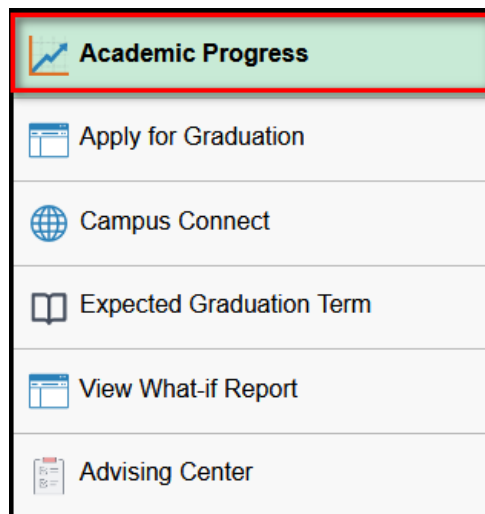 Academic Progress
Apply for Graduation
Campus Connect
Expected Graduation Term
View What-if Report
Advising Center